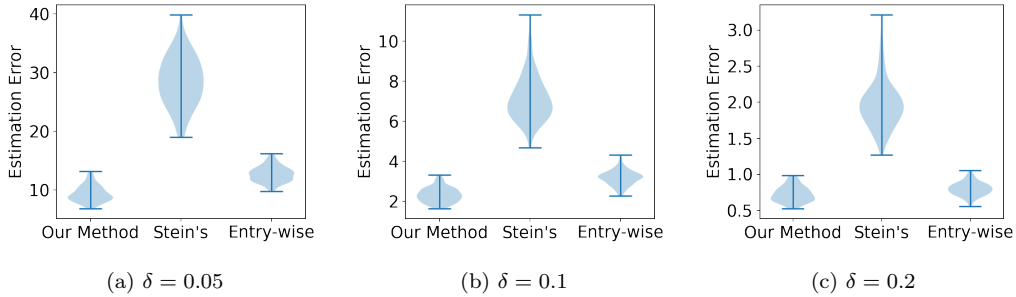 Estimation Error
40
30
20
10
Our Method Stein's Entry-wise
(a) δ = 0.05
Estimation Error
10
8
6
4
2
Our Method Stein's Entry-wise
(b) δ = 0.1
Estimation Error
3.0
2.5
2.0
1.5
1.0
0.5
Our Method Stein's Entry-wise
(c) δ = 0.2